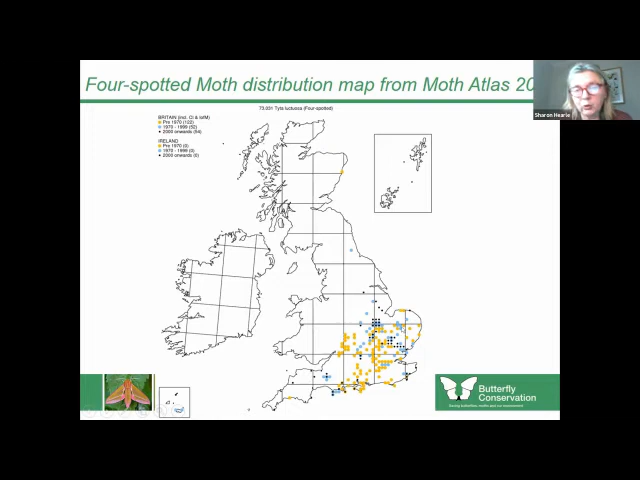 Four-spotted Moth distribution map from Moth Atlas 20
Sharon Hearle
73.031 Tyta luctuosa (Four-spotted)
BRITAIN (incl. CI & IoM)
Pre 1970 (122)
1970 - 1999 (52)
2000 onwards (54)
IRELAND
Pre 1970 (0)
1970 - 1999 (0)
2000 onwards (0)
Butterfly
Conservation
Saving butterflies, moths and our environment